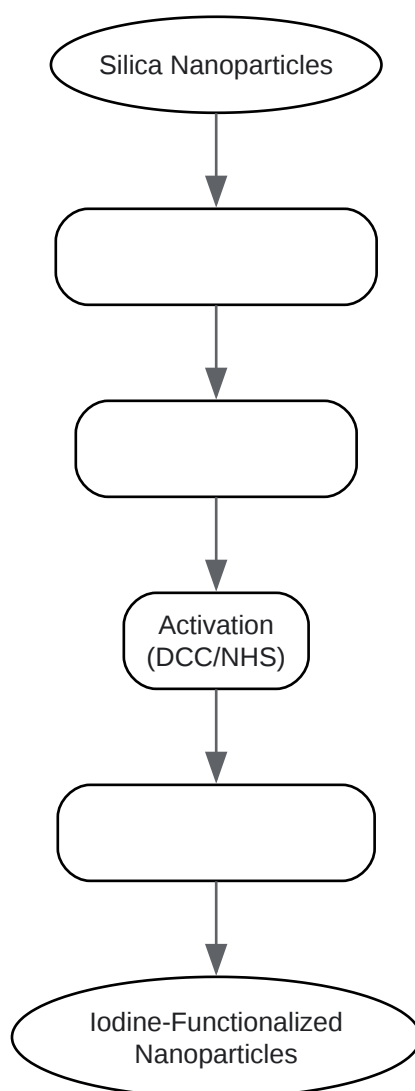 Silica Nanoparticles
Activation
(DCC/NHS)
Iodine-Functionalized
Nanoparticles